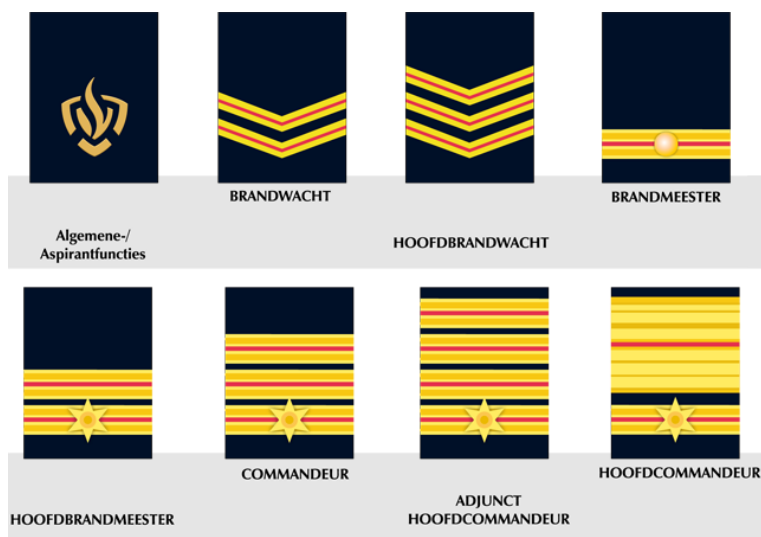 BRANDWACHT
BRANDMEESTER
Algemene-/
Aspirantfuncties
HOOFDBRANDWACHT
COMMANDEUR
HOOFDCOMMANDEUR
HOOFDBRANDMEESTER
ADJUNCT
HOOFDCOMMANDEUR